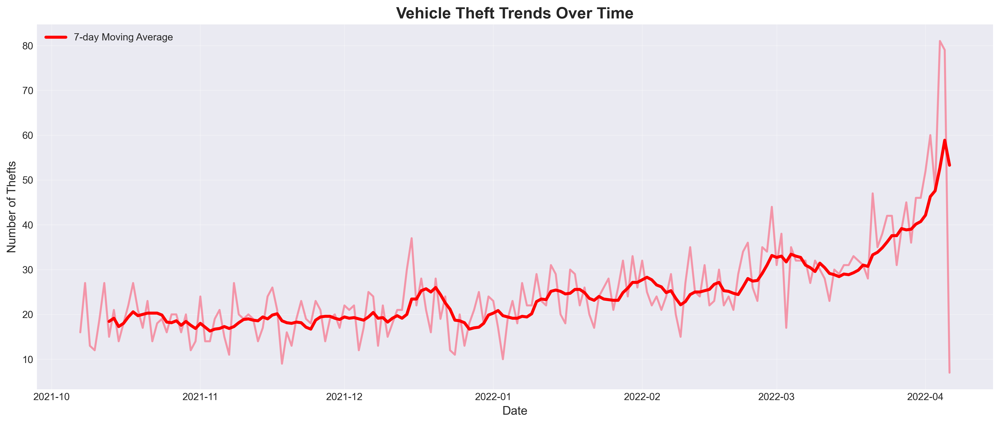 Vehicle Theft Trends Over Time
7-day Moving Average
80
70
60
50
40
30
20
10
Number of Thefts
2021-10 2021-11 2021-12 2022-01 2022-02 2022-03 2022-04
Date